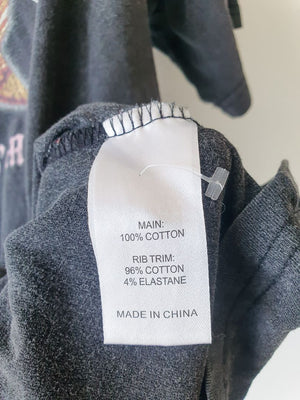 MAIN:
100% COTTON
RIB TRIM:
96% COTTON
4% ELASTANE
MADE IN CHINA